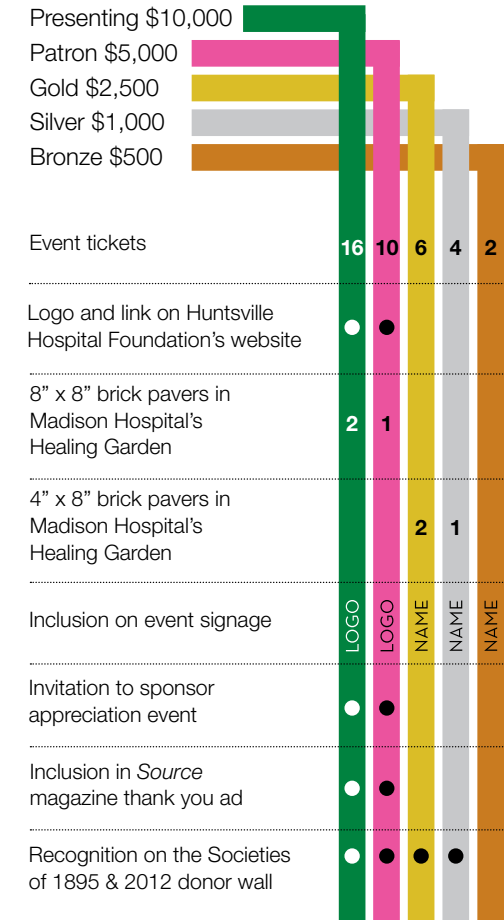 Presenting $10,000
Patron $5,000
Gold $2,500
Silver $1,000
Bronze $500
Event tickets 16 10 6 4 2
Logo and link on Huntsville
Hospital Foundation’s website
8” x 8” brick pavers in
Madison Hospital’s 2 1
Healing Garden
4” x 8” brick pavers in
Madison Hospital’s 2 1
Healing Garden
Inclusion on event signage LOGO LOGO NAME NAME NAME
Invitation to sponsor
appreciation event
Inclusion in Source
magazine thank you ad
Recognition on the Societies
of 1895 & 2012 donor wall